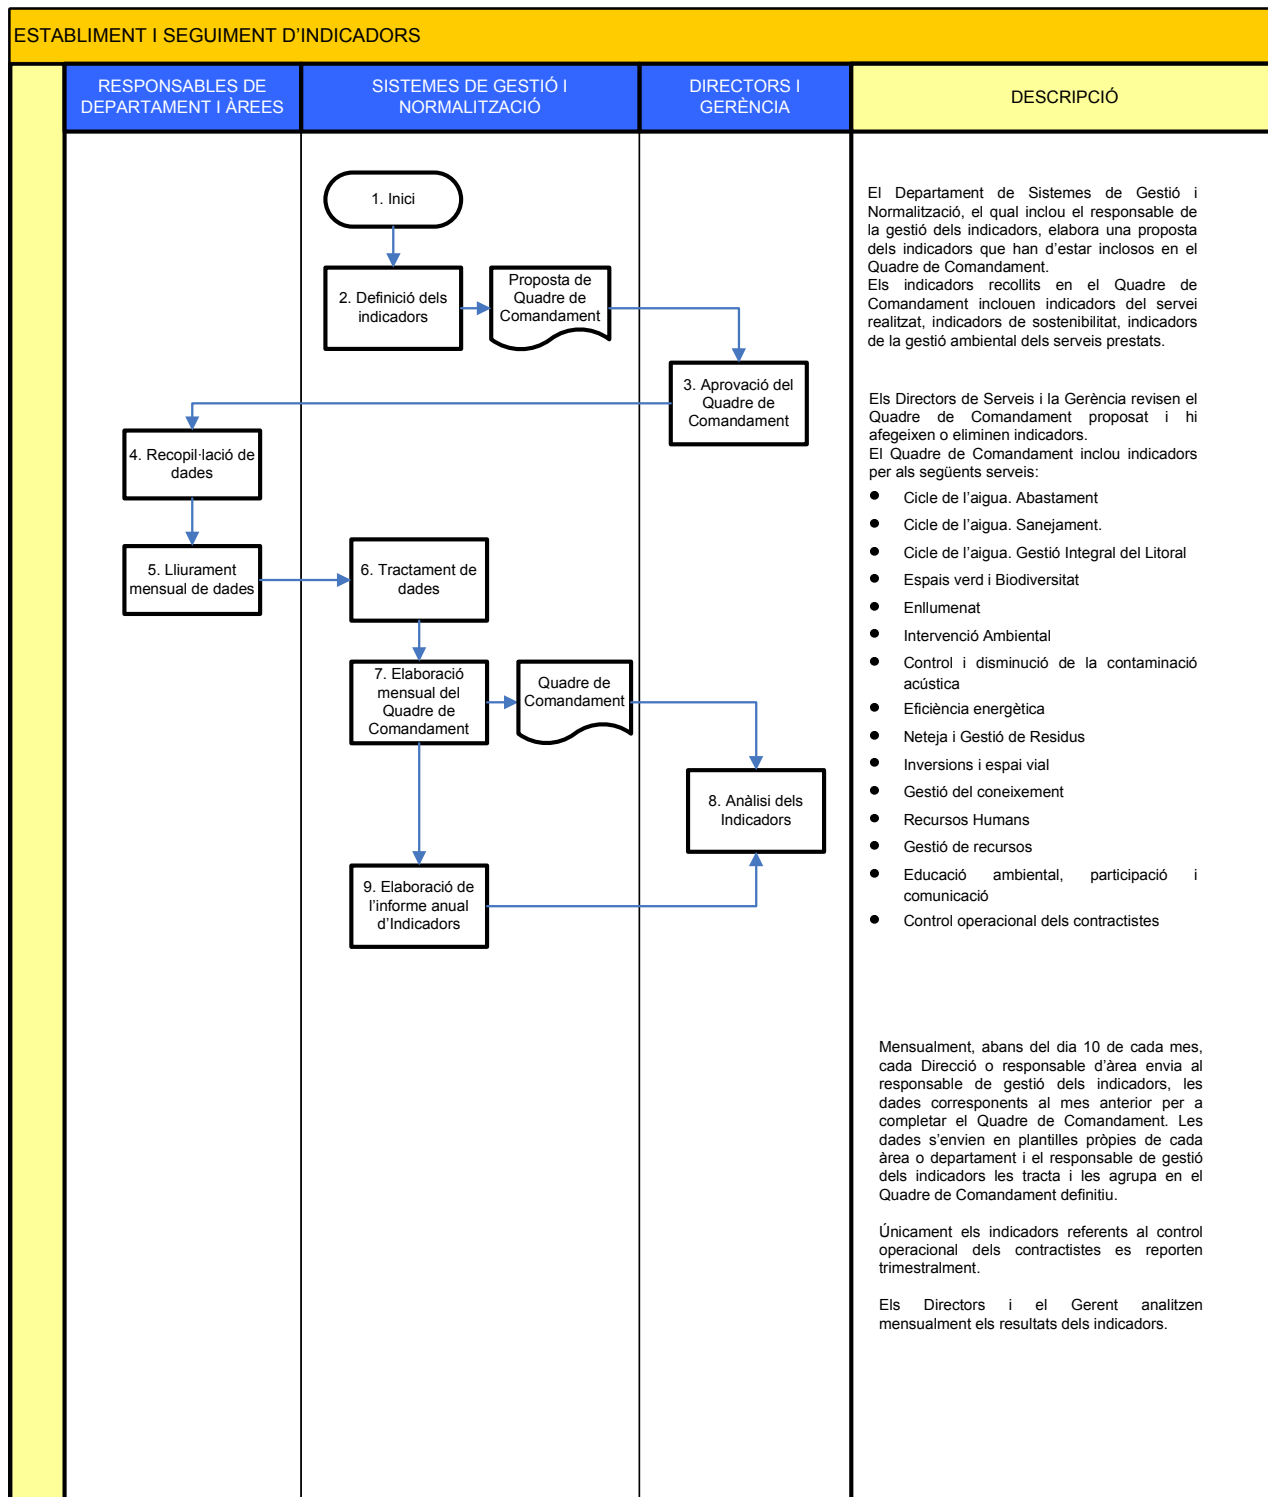 ESTABLIMENT I SEGUIMENT D'INDICADORS
RESPONSABLES DE
DEPARTAMENT I ÀREES
SISTEMES DE GESTIÓ I
NORMALITZACIÓ
DIRECTORS I
GERÈNCIA
DESCRIPCIÓ
1. Inici
2. Definició dels
indicadors
Proposta de
Quadre de
Comandament
3. Aprovació del
Quadre de
Comandament
4. Recopil·lació de
dades
5. Lliurament
mensual de dades
6. Tractament de
dades
7. Elaboració
mensual del
Quadre de
Comandament
Quadre de
Comandament
8. Anàlisi dels
Indicadors
9. Elaboració de
l'informe anual
d'Indicadors
El Departament de Sistemes de Gestió i
Normalització, el qual inclou el responsable de
la gestió dels indicadors, elabora una proposta
dels indicadors que han d'estar inclosos en el
Quadre de Comandament.
Els indicadors recollits en el Quadre de
Comandament inclouen indicadors del servei
realitzat, indicadors de sostenibilitat, indicadors
de la gestió ambiental dels serveis prestats.
Els Directors de Serveis i la Gerència revisen el
Quadre de Comandament proposat i hi
afegeixen o eliminen indicadors.
El Quadre de Comandament inclou indicadors
per als següents serveis:
• Cicle de l'aigua. Abastament
• Cicle de l'aigua. Sanejament.
• Cicle de l'aigua. Gestió Integral del Litoral
• Espais verd i Biodiversitat
• Enllumenat
• Intervenció Ambiental
• Control i disminució de la contaminació
acústica
• Eficiència energètica
• Neteja i Gestió de Residus
• Inversions i espai vial
• Gestió del coneixement
• Recursos Humans
• Gestió de recursos
• Educació ambiental, participació i
comunicació
• Control operacional dels contractistes
Mensualment, abans del dia 10 de cada mes,
cada Direcció o responsable d'àrea envia al
responsable de gestió dels indicadors, les
dades corresponents al mes anterior per a
completar el Quadre de Comandament. Les
dades s'envien en plantilles pròpies de cada
àrea o departament i el responsable de gestió
dels indicadors les tracta i les agrupa en el
Quadre de Comandament definitiu.
Únicament els indicadors referents al control
operacional dels contractistes es reporten
trimestralment.
Els Directors i el Gerent analitzen
mensualment els resultats dels indicadors.